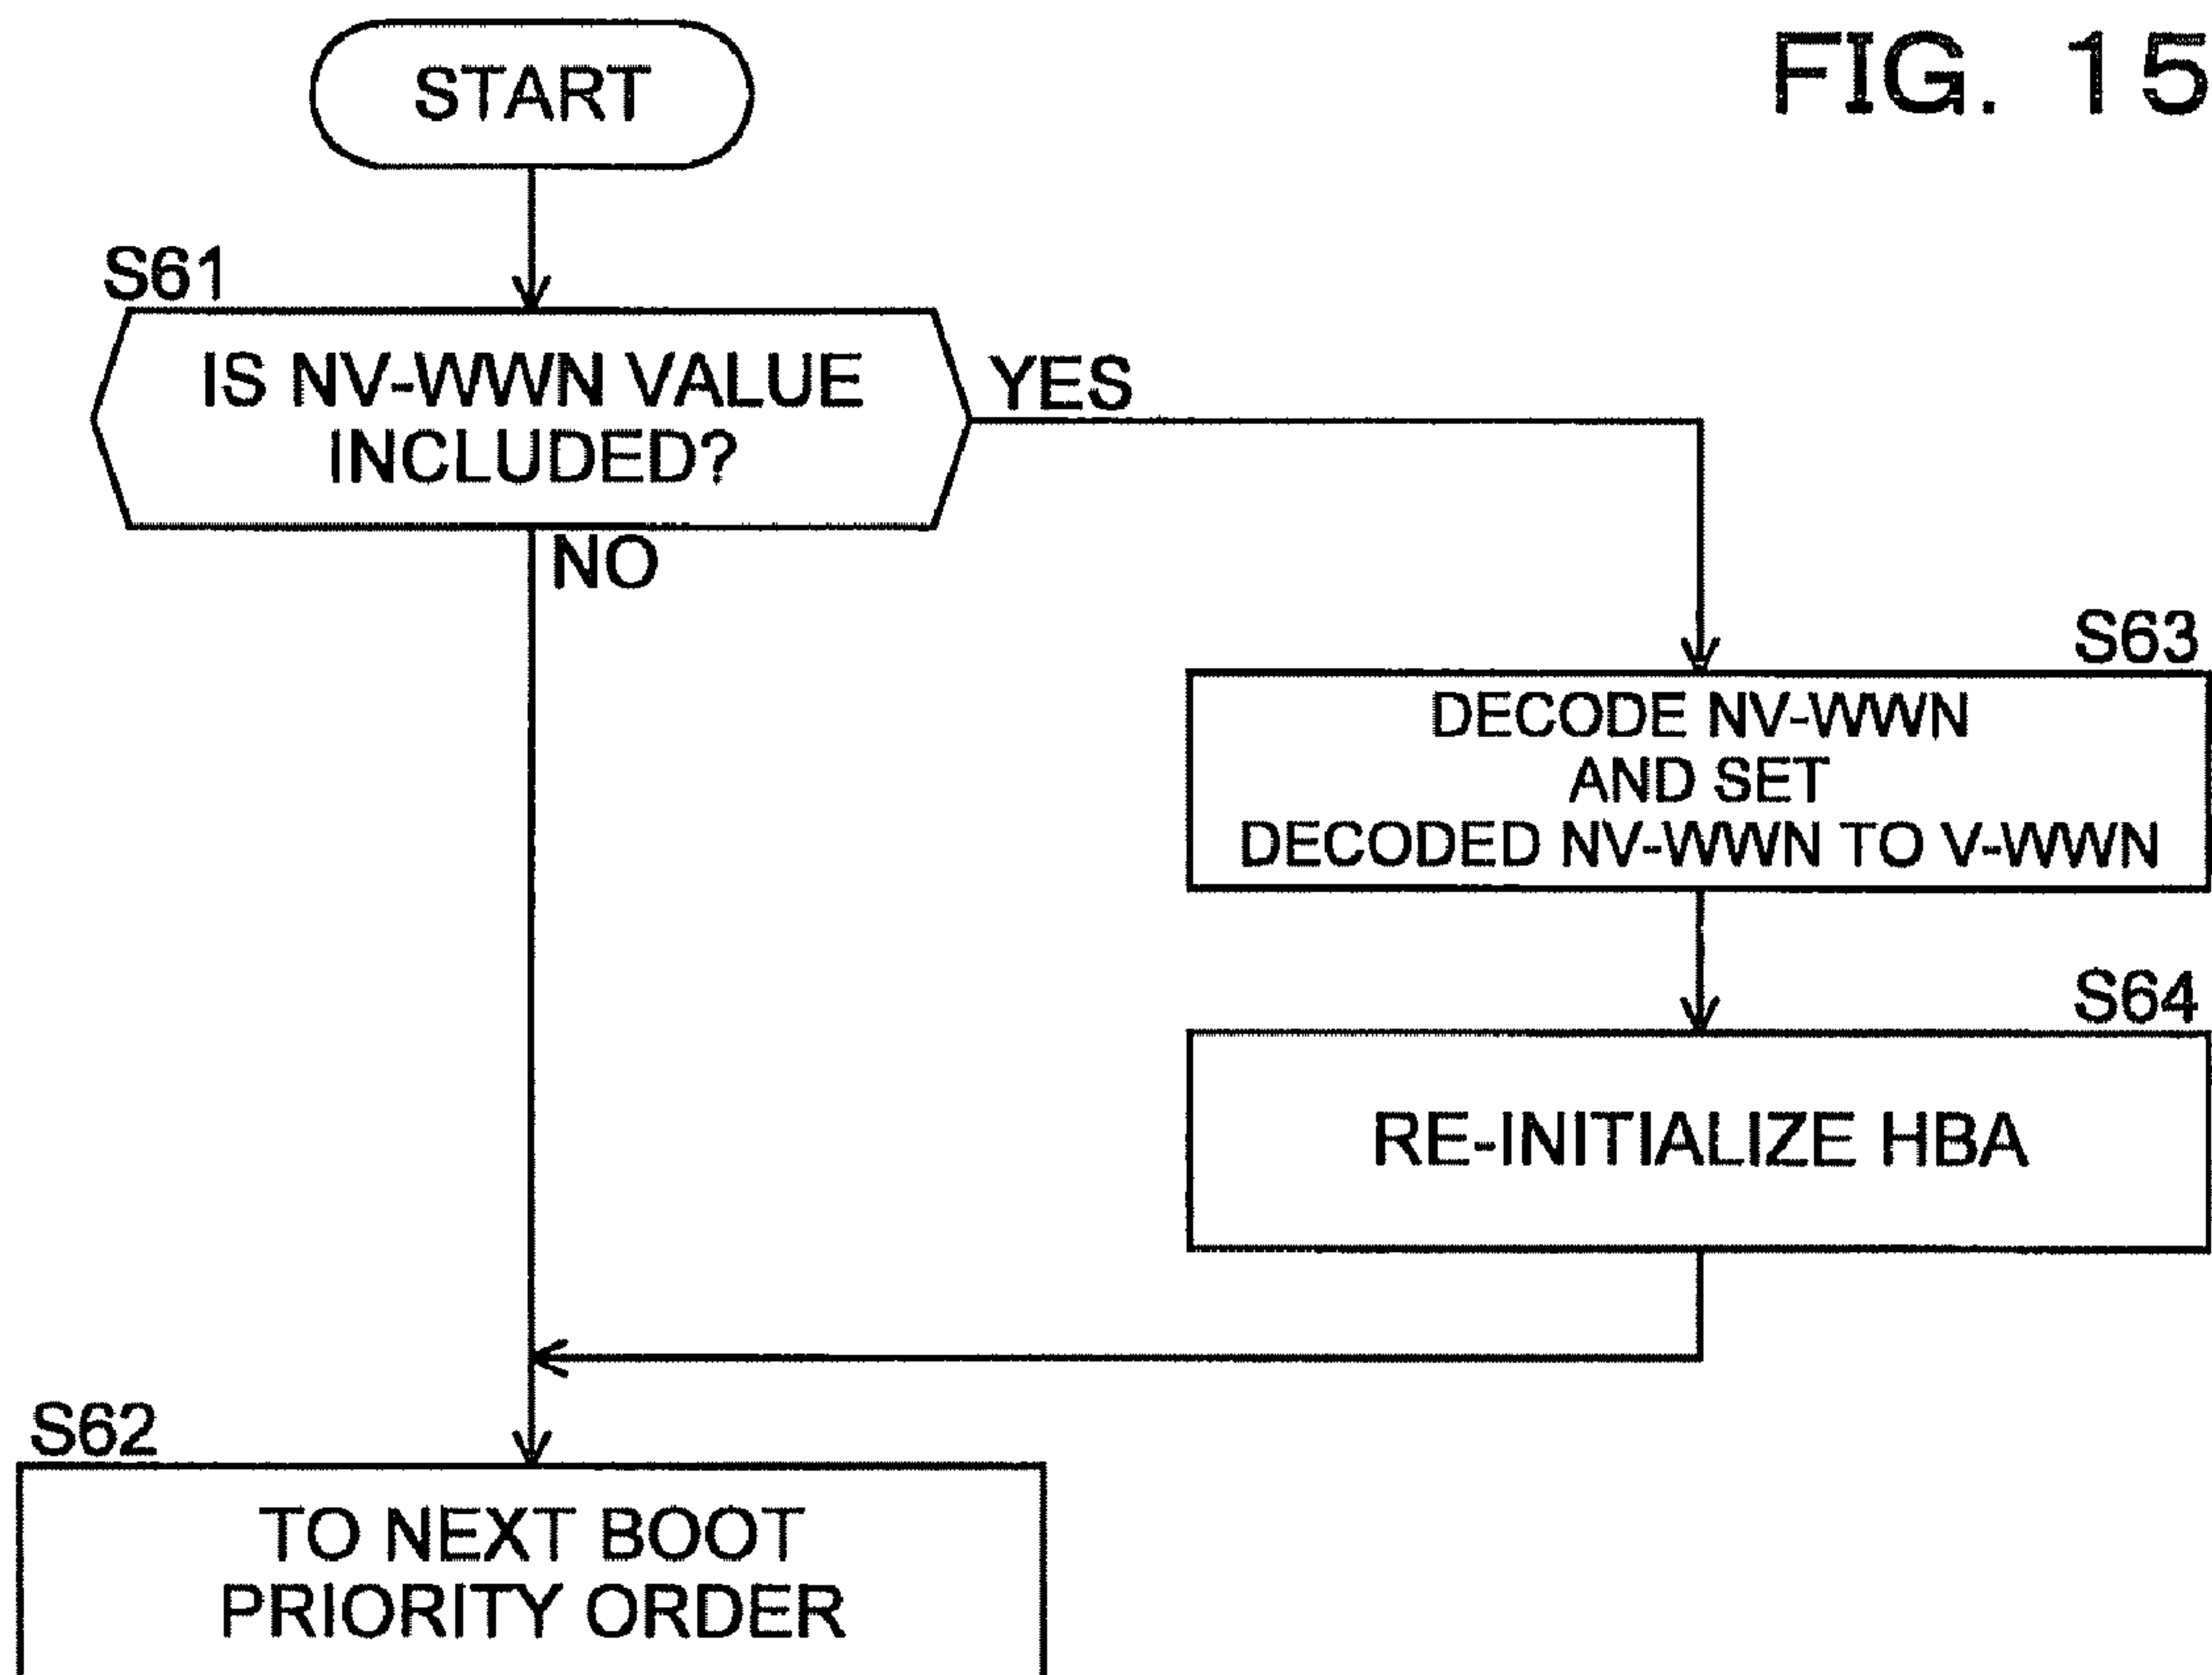 FIG. 15
START
S61
IS NV-WWN VALUE
INCLUDED?
YES
NO
S63
DECODE NV-WWN
AND SET
DECODED NV-WWN TO V-WWN
S64
RE-INITIALIZE HBA
S62
TO NEXT BOOT
PRIORITY ORDER